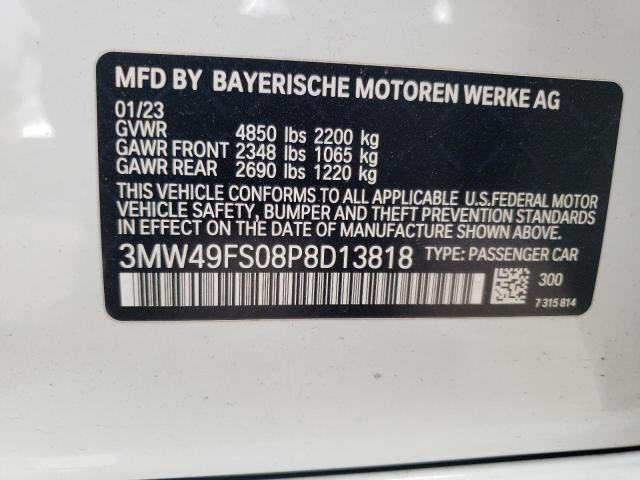 MFD BY BAYERISCHE MOTOREN WERKE AG
01/23
GVWR 4850 lbs 2200 kg
GAWR FRONT 2348 lbs 1065 kg
GAWR REAR 2690 lbs 1220 kg
THIS VEHICLE CONFORMS TO ALL APPLICABLE U.S.FEDERAL MOTOR
VEHICLE SAFETY, BUMPER AND THEFT PREVENTION STANDARDS
IN EFFECT ON THE DATE OF MANUFACTURE SHOWN ABOVE.
3MW49FS08P8D13818 TYPE: PASSENGER CAR
300
7 315 814